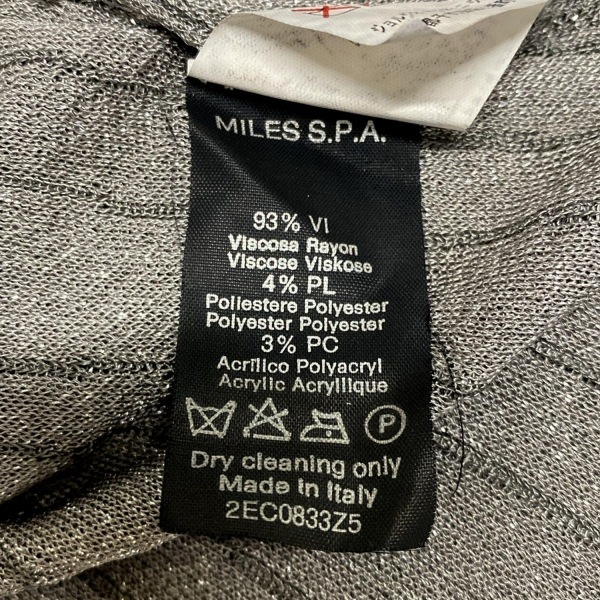 MILES S.P.A.
93% VI
Viscosa Rayon
Viscose Viskose
4% PL
Poliestere Polyester
Polyester Polyester
3% PC
Acrilico Polyacryl
Acrylic Acryllique
P
Dry cleaning only
Made in Italy
2EC0833Z5